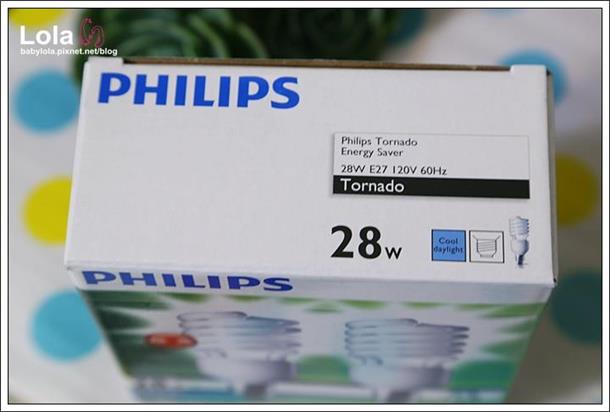 Lola
babylola.pixnet.net/blog
PHILIPS
Philips Tornado
Energy Saver
28W E27 120V 60Hz
Tornado
28W
Cool
daylight
PHILIPS